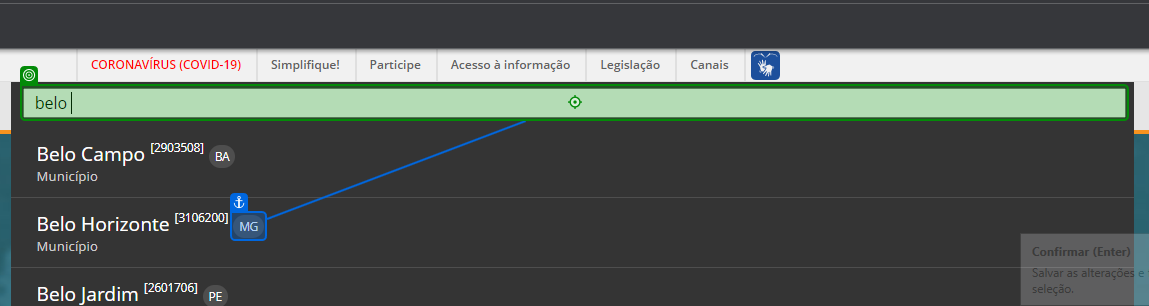 CORONAVÍRUS (COVID-19) Simplifique! Participe Acesso à informação Legislação Canais
belo
Belo Campo [2903508] BA
Município
Belo Horizonte [3106200] MG
Município
Confirmar (Enter)
Salvar as alterações e
seleção.
Belo Jardim [2601706] PE